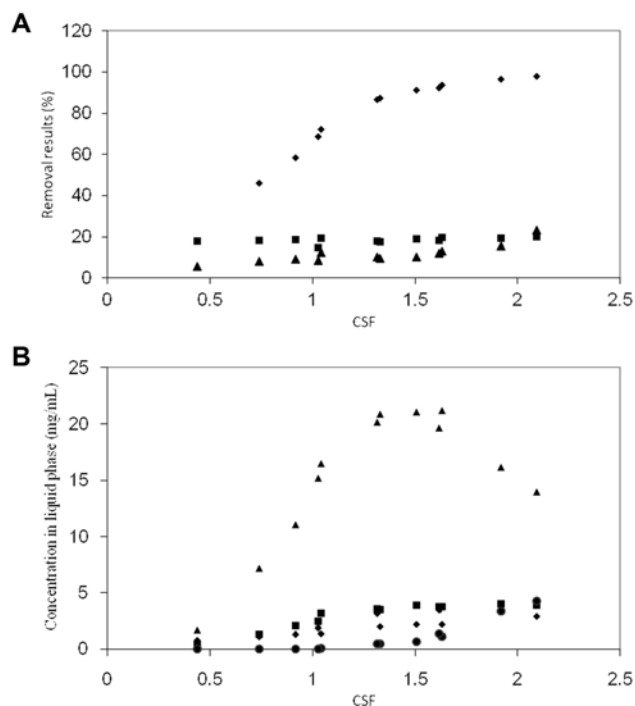 A
Removal results (%)
120
100
80
60
40
20
0
0 0.5 1 1.5 2 2.5
CSF
B
Concentration in liquid phase (mg/mL)
25
20
15
10
5
0
0 0.5 1 1.5 2 2.5
CSF